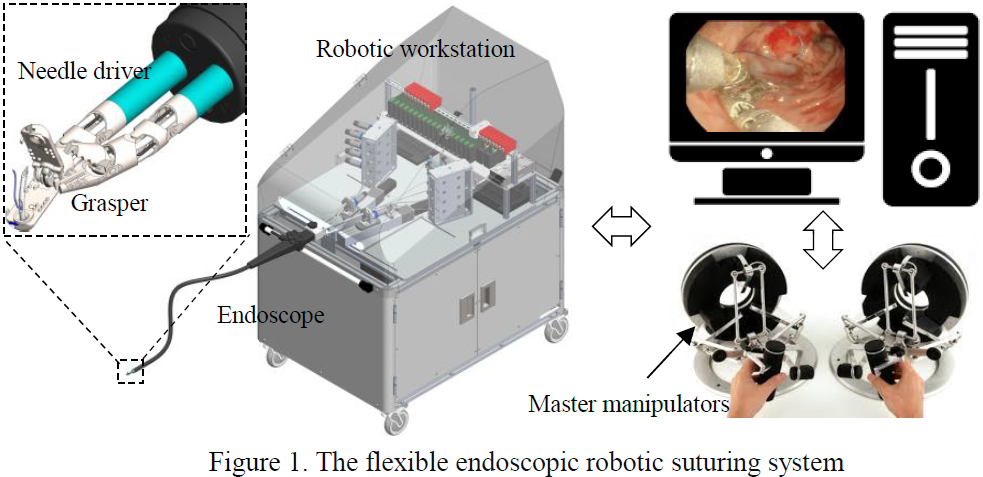 Robotic workstation
Needle driver
Grasper
Endoscope
Master manipulators
Figure 1. The flexible endoscopic robotic suturing system